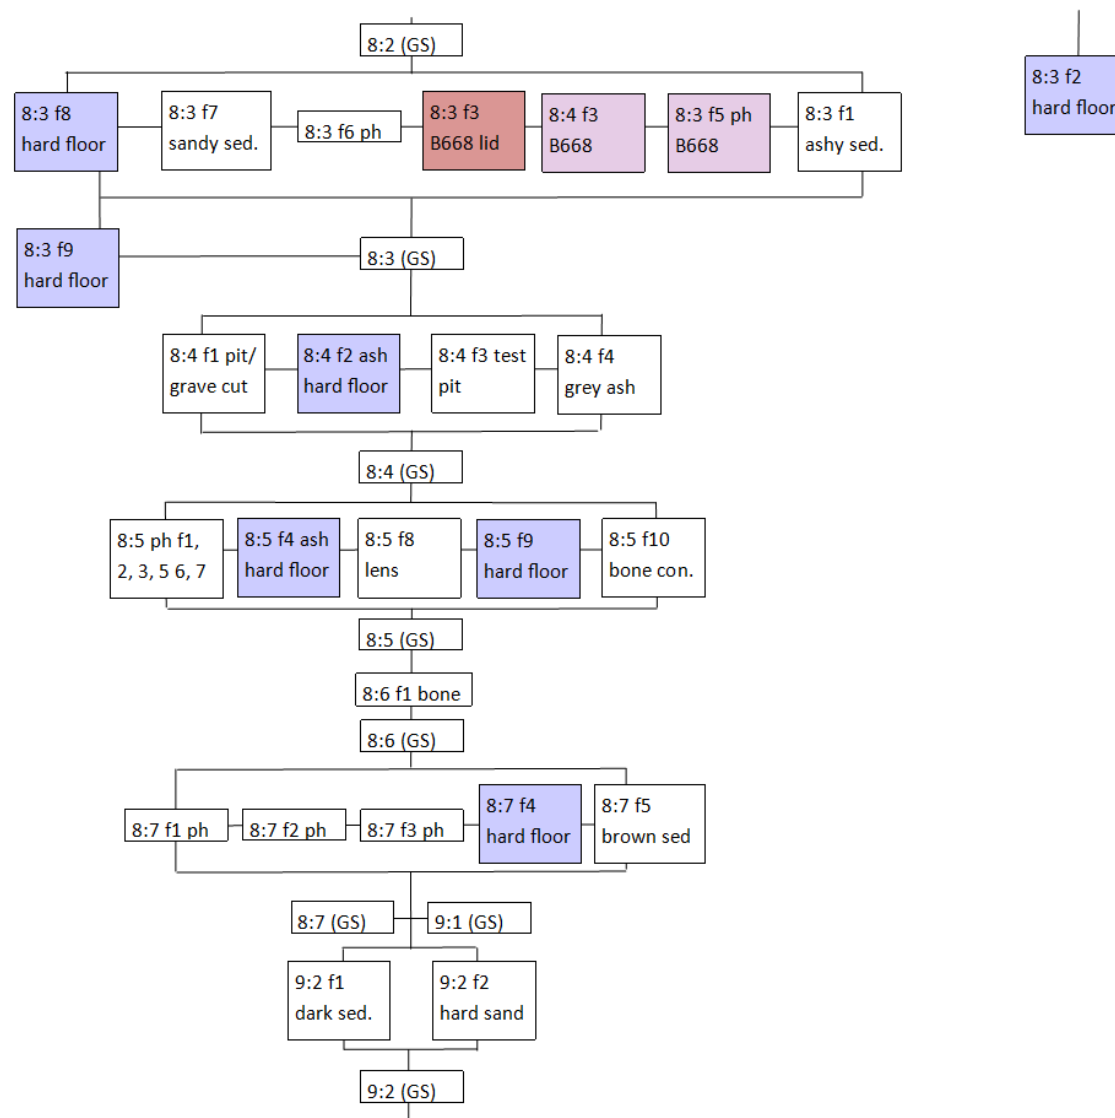 8:2 (GS)
8:3 f8
hard floor
8:3 f7
sandy sed.
8:3 f6 ph
8:3 f3
B668 lid
8:4 f3
B668
8:3 f5 ph
B668
8:3 f1
ashy sed.
8:3 f2
hard floor
8:3 f9
hard floor
8:3 (GS)
8:4 f1 pit/
grave cut
8:4 f2 ash
hard floor
8:4 f3 test
pit
8:4 f4
grey ash
8:4 (GS)
8:5 ph f1,
2, 3, 5 6, 7
8:5 f4 ash
hard floor
8:5 f8
lens
8:5 f9
hard floor
8:5 f10
bone con.
8:5 (GS)
8:6 f1 bone
8:6 (GS)
8:7 f1 ph
8:7 f2 ph
8:7 f3 ph
8:7 f4
hard floor
8:7 f5
brown sed
8:7 (GS)
9:1 (GS)
9:2 f1
dark sed.
9:2 f2
hard sand
9:2 (GS)